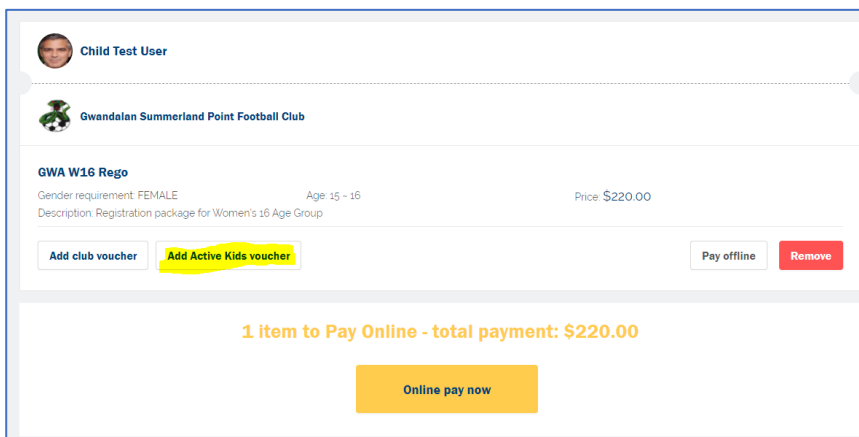 Child Test User
Gwandalan Summerland Point Football Club
GWA W16 Rego
Gender requirement: FEMALE Age: 15 ~ 16 Price: $220.00
Description: Registration package for Women's 16 Age Group
Add club voucher Add Active Kids voucher Pay offline Remove
1 item to Pay Online - total payment: $220.00
Online pay now